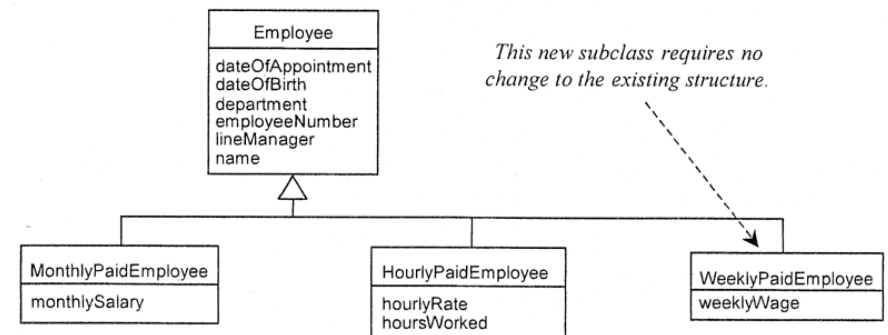 Employee
dateOfAppointment
dateOfBirth
department
employeeNumber
lineManager
name
This new subclass requires no
change to the existing structure.
MonthlyPaidEmployee
monthlySalary
HourlyPaidEmployee
hourlyRate
hoursWorked
WeeklyPaidEmployee
weeklyWage